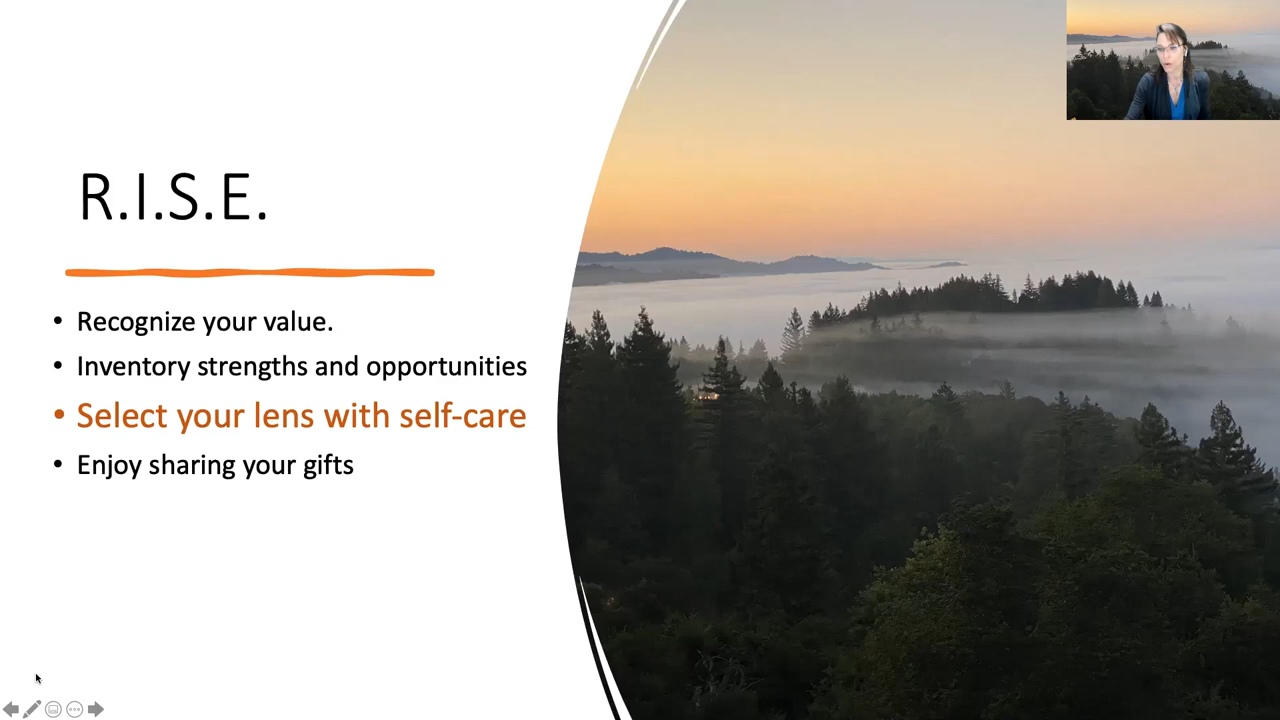 R.I.S.E.
• Recognize your value.
• Inventory strengths and opportunities
• Select your lens with self-care
• Enjoy sharing your gifts